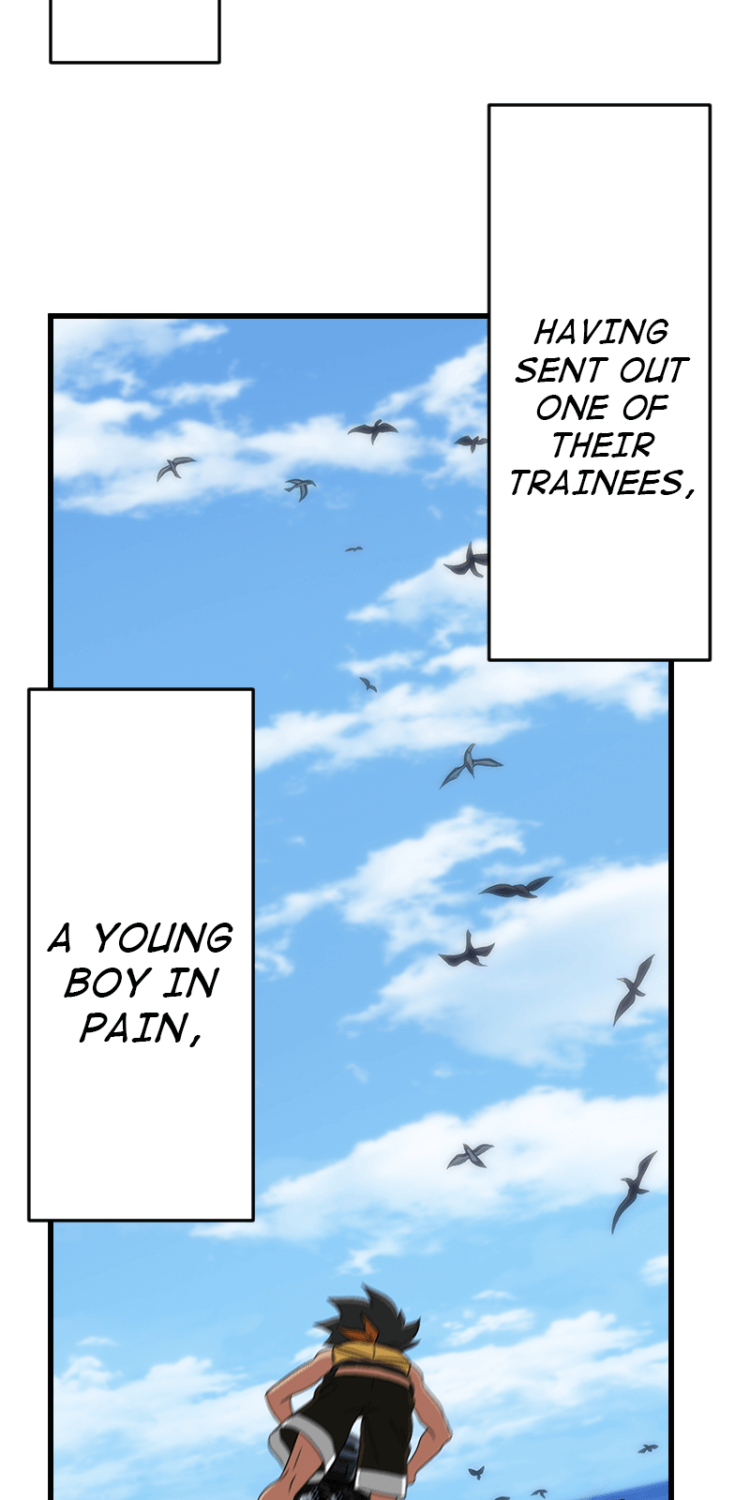 HAVING
SENT OUT
ONE OF
THEIR
TRAINEES,
A YOUNG
BOY IN
PAIN,